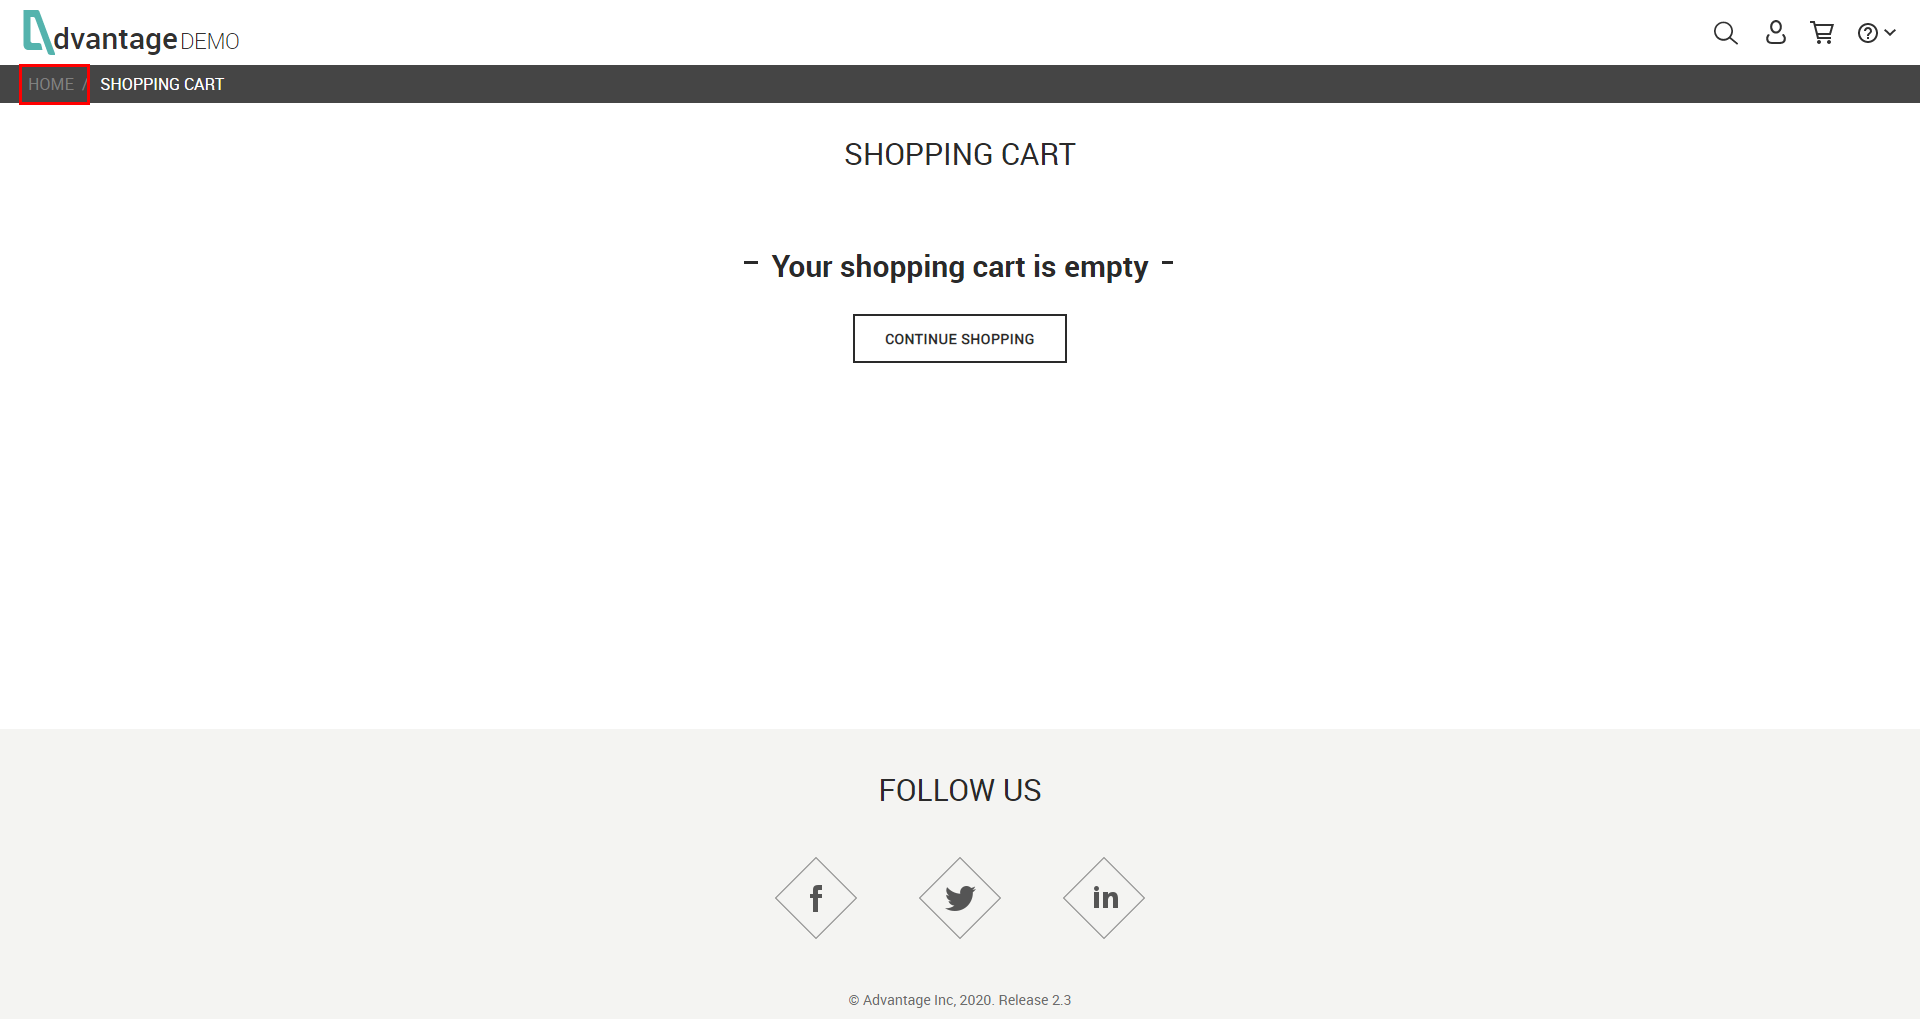 dvantage DEMO
HOME / SHOPPING CART
SHOPPING CART
Your shopping cart is empty
CONTINUE SHOPPING
FOLLOW US
f
in
© Advantage Inc, 2020. Release 2.3